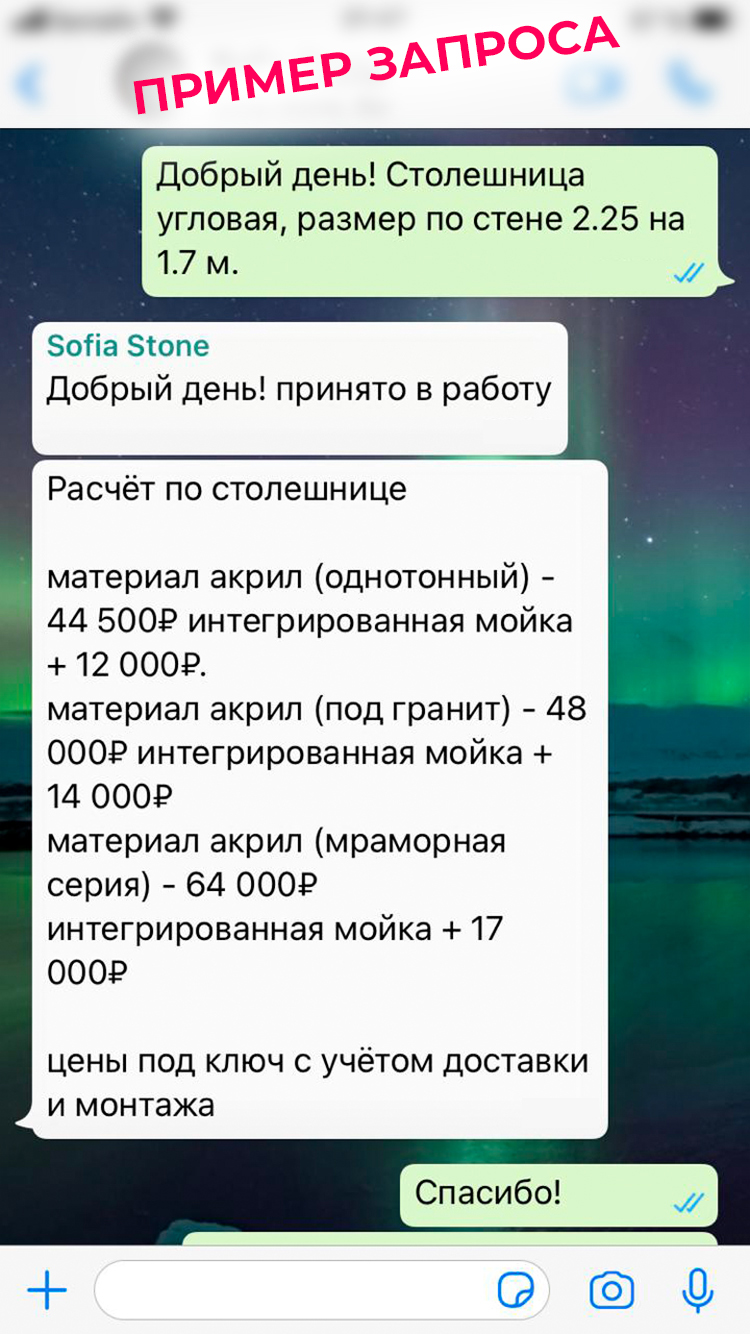 ПРИМЕР ЗАПРОСА
Добрый день! Столешница
угловая, размер по стене 2.25 на
1.7 м.
Sofia Stone
Добрый день! принято в работу
Расчёт по столешнице
материал акрил (однотонный) -
44 500₽ интегрированная мойка
+ 12 000₽.
материал акрил (под гранит) - 48
000₽ интегрированная мойка +
14 000₽
материал акрил (мраморная
серия) - 64 000₽
интегрированная мойка + 17
000₽
цены под ключ с учётом доставки
и монтажа
Спасибо!